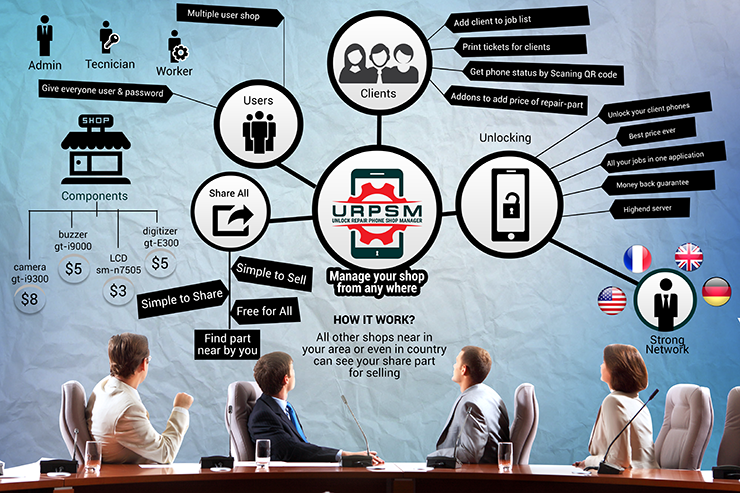 Admin
Tecnician
Worker
Multiple user shop
Give everyone user & password
Users
Clients
Add client to job list
Print tickets for clients
Get phone status by Scaning QR code
Addons to add price of repair-part
SHOP
Components
camera
gt-i9300
$8
buzzer
gt-i9000
$5
LCD
sm-n7505
$3
digitizer
gt-E300
$5
Share All
Simple to Sell
Simple to Share
Free for All
Find part
near by you
URPSM
UNLOCK REPAIR PHONE SHOP MANAGER
Manage your shop
from any where
HOW IT WORK?
All other shops near in
your area or even in country
can see your share part
for selling
Unlocking
Unlock your client phones
Best price ever
All your jobs in one application
Money back guarantee
Highend server
Strong
Network